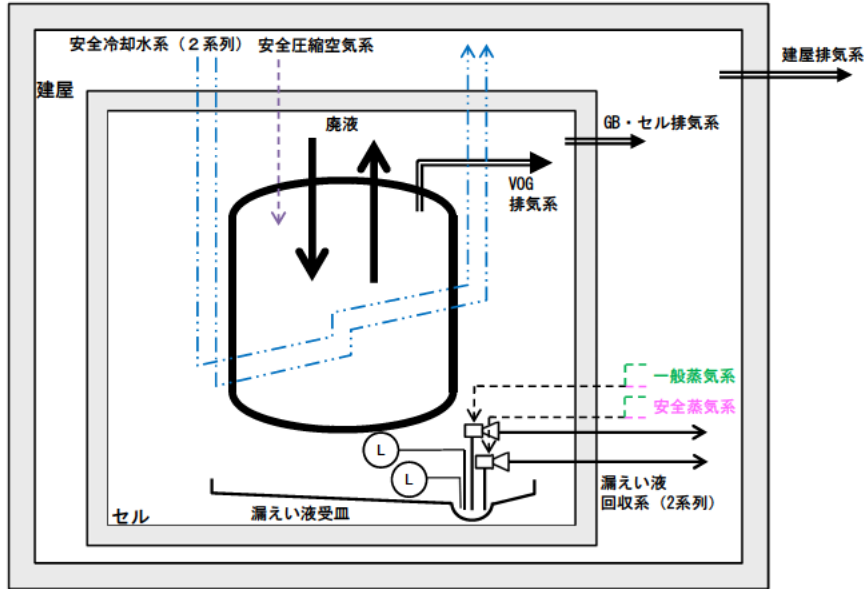 安全冷却水系（２系列）
安全圧縮空気系
建屋排気系
建屋
廃液
GB・セル排気系
VOG
排気系
一般蒸気系
安全蒸気系
L
L
漏えい液
回収系（2系列）
漏えい液受皿
セル